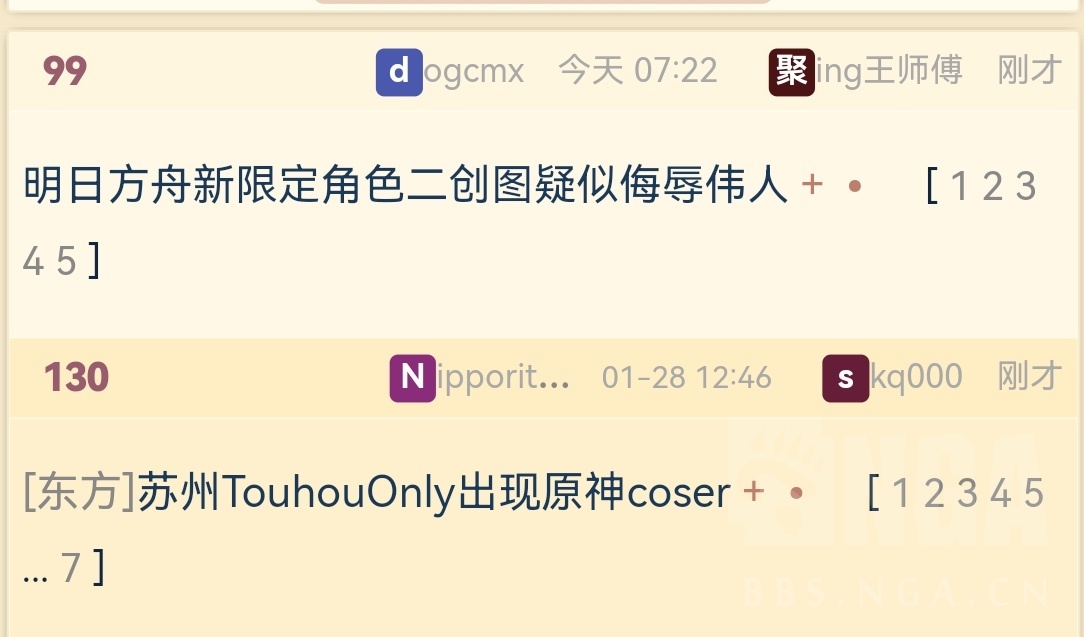 99 dogcmx 今天 07:22 聚ing王师傅 刚才
明日方舟新限定角色二创图疑似侮辱伟人 + • [ 1 2 3
4 5 ]
130 Nipporit... 01-28 12:46 skq000 刚才
[东方]苏州TouhouOnly出现原神coser + • [ 1 2 3 4 5
... 7 ]
NGA
BBS.NGA.CN